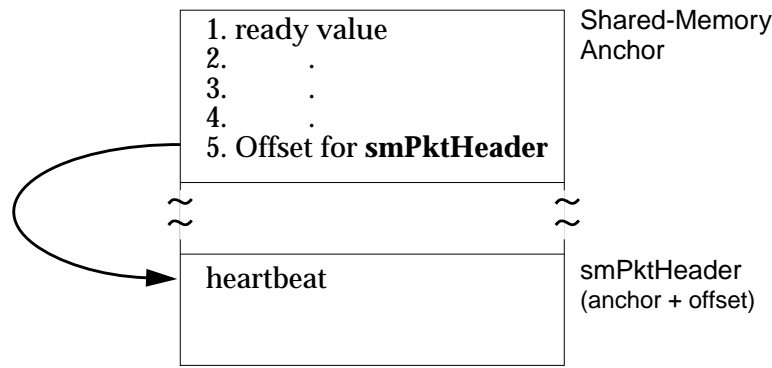 1. ready value
2. .
3. .
4. .
5. Offset for smPktHeader
Shared-Memory
Anchor
~ ~
~ ~
heartbeat
smPktHeader
(anchor + offset)